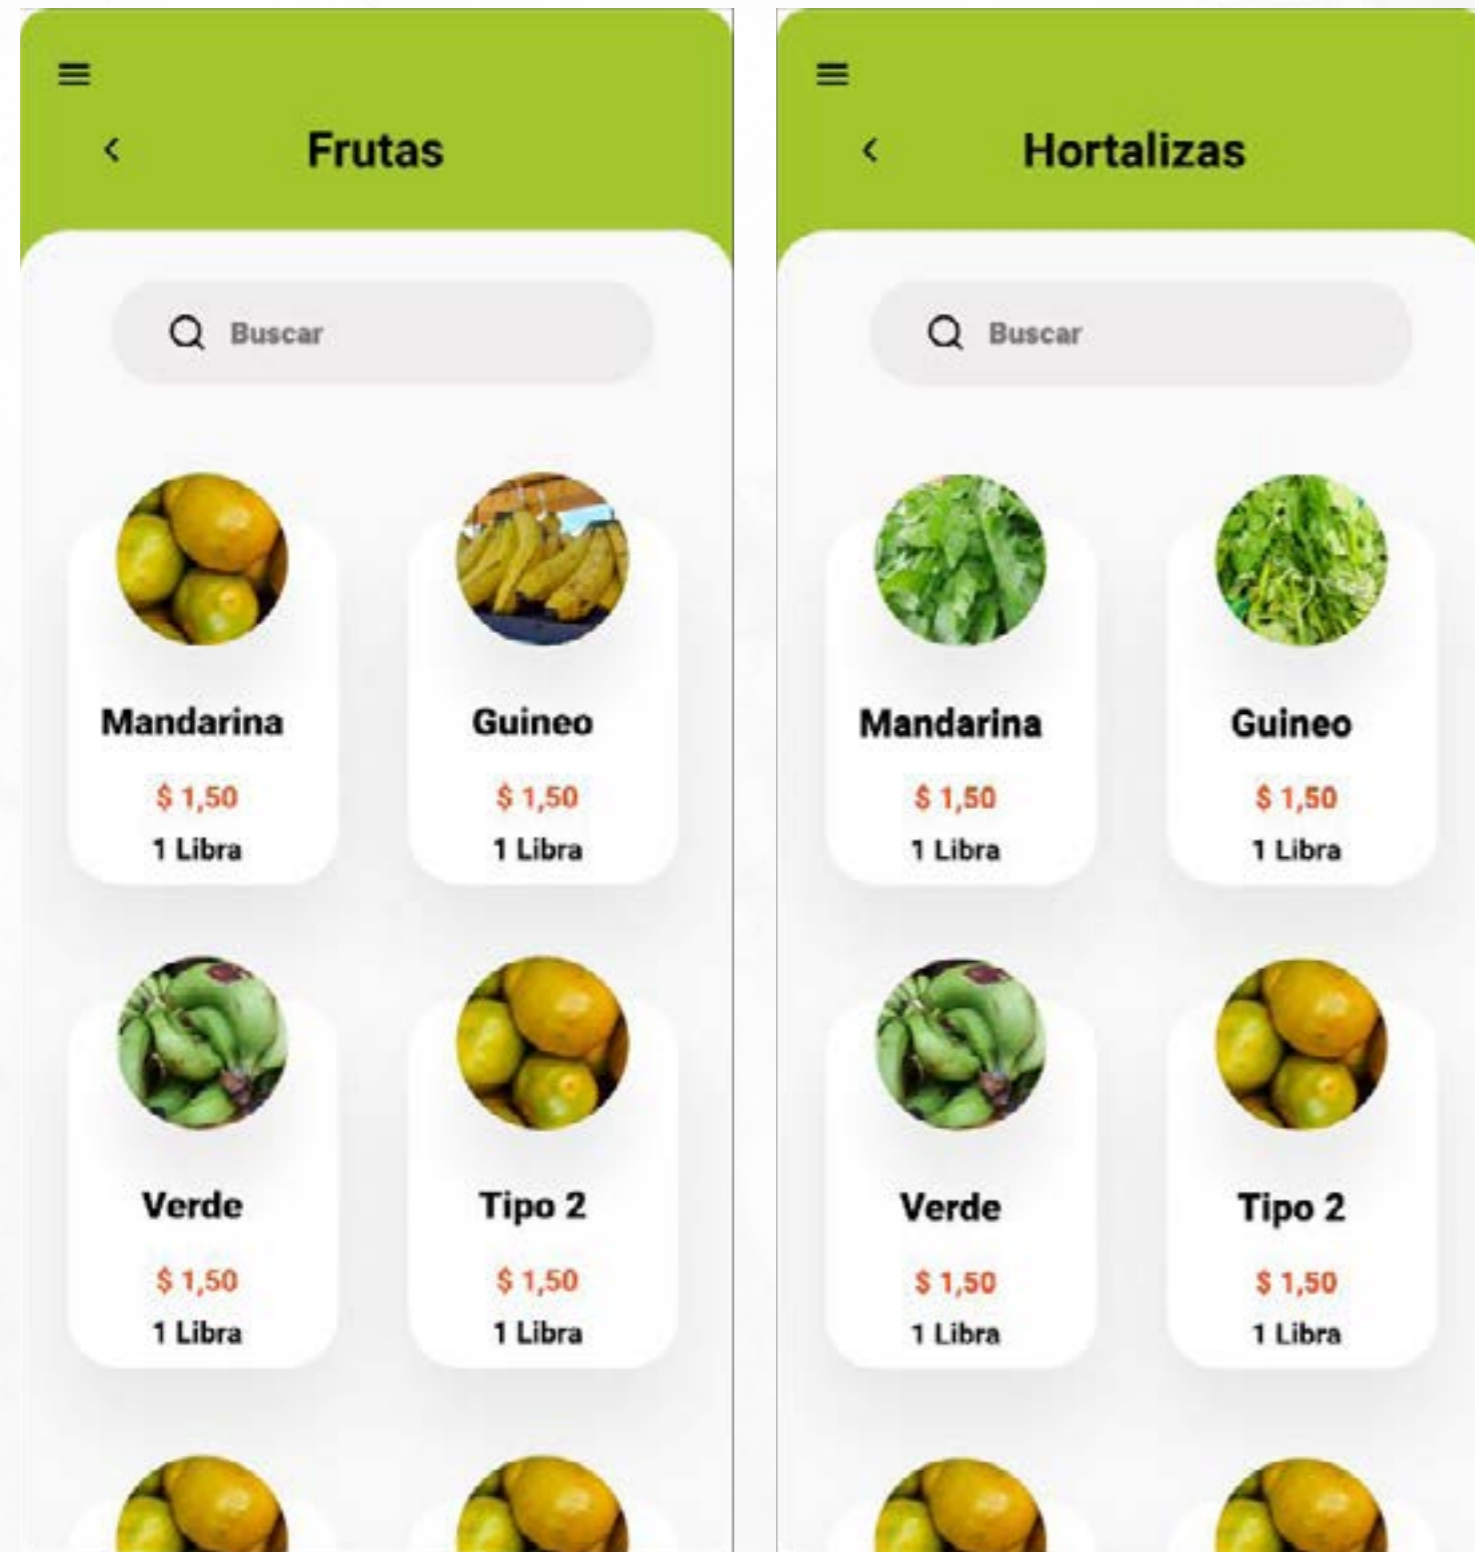 Frutas
Buscar
Mandarina
Guineo
$ 1,50
$ 1,50
1 Libra
1 Libra
Verde
Tipo 2
$ 1,50
$ 1,50
1 Libra
1 Libra
Hortalizas
Buscar
Mandarina
Guineo
$ 1,50
$ 1,50
1 Libra
1 Libra
Verde
Tipo 2
$ 1,50
$ 1,50
1 Libra
1 Libra